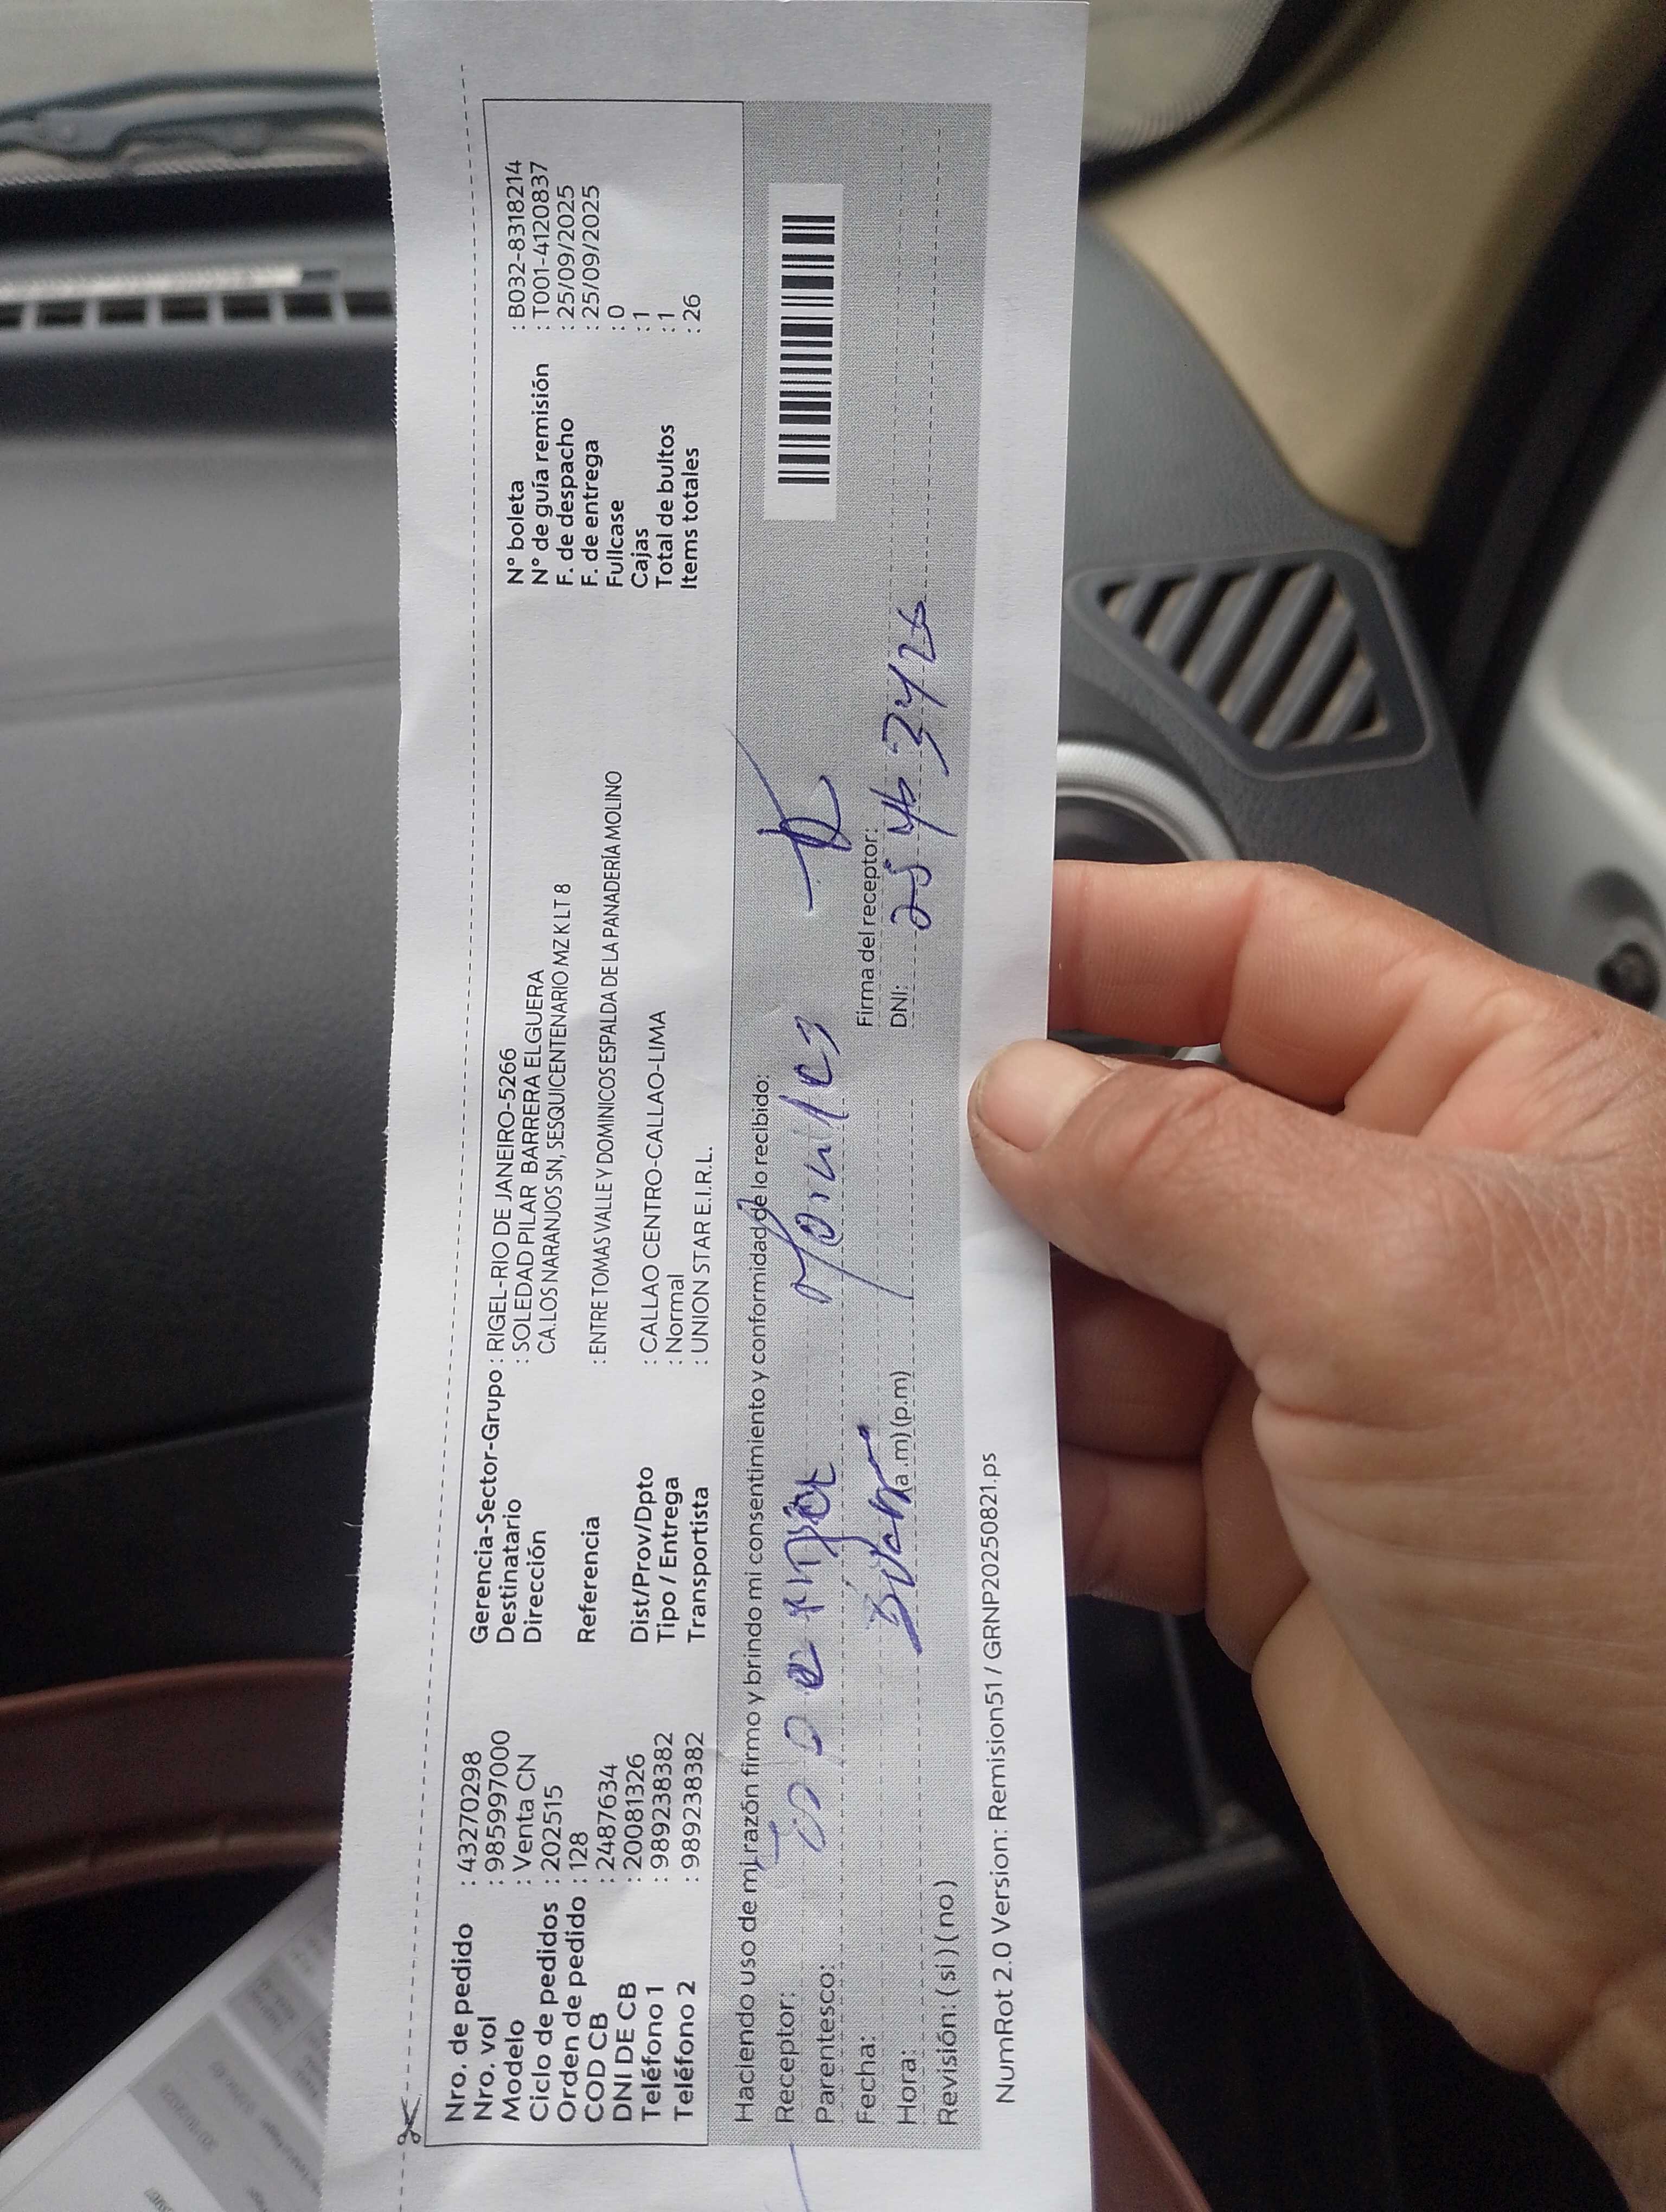 Nro. de pedido : 43270298
Nro. vol : 985997000
Modelo : Venta CN
Ciclo de pedidos : 202515
Orden de pedido : 128
COD CB : 2487634
DNI DE CB : 20081326
Teléfono 1 : 989238382
Teléfono 2 : 989238382
Gerencia-Sector-Grupo : RIGEL-RIO DE JANEIRO-5266
Destinatario : SOLEDAD PILAR BARRERA ELGUERA
Dirección CA.LOS NARANJOS SN, SESQUICENTENARIO MZ K LT 8
Referencia : ENTRE TOMAS VALLE Y DOMINICOS ESPALDA DE LA PANADERÍA MOLINO
Dist/Prov/Dpto : CALLAO CENTRO-CALLAO-LIMA
Tipo / Entrega : Normal
Transportista : UNION STAR E.I.R.L.
N° boleta : B032-8318214
N° de guía remisión : T001-4120837
F. de despacho : 25/09/2025
F. de entrega : 25/09/2025
Fullcase : 0
Cajas : 1
Total de bultos : 1
Items totales : 26
Haciendo uso de mi razón firmo y brindo mi consentimiento y conformidad de lo recibido:
Receptor:
Parentesco:
Fecha:
Firma del receptor:
Hora: (a.m) (p.m)
DNI: 25463426
Revisión: ( si ) ( no )
NumRot 2.0 Version: Remision51 / GRNP20250821.ps